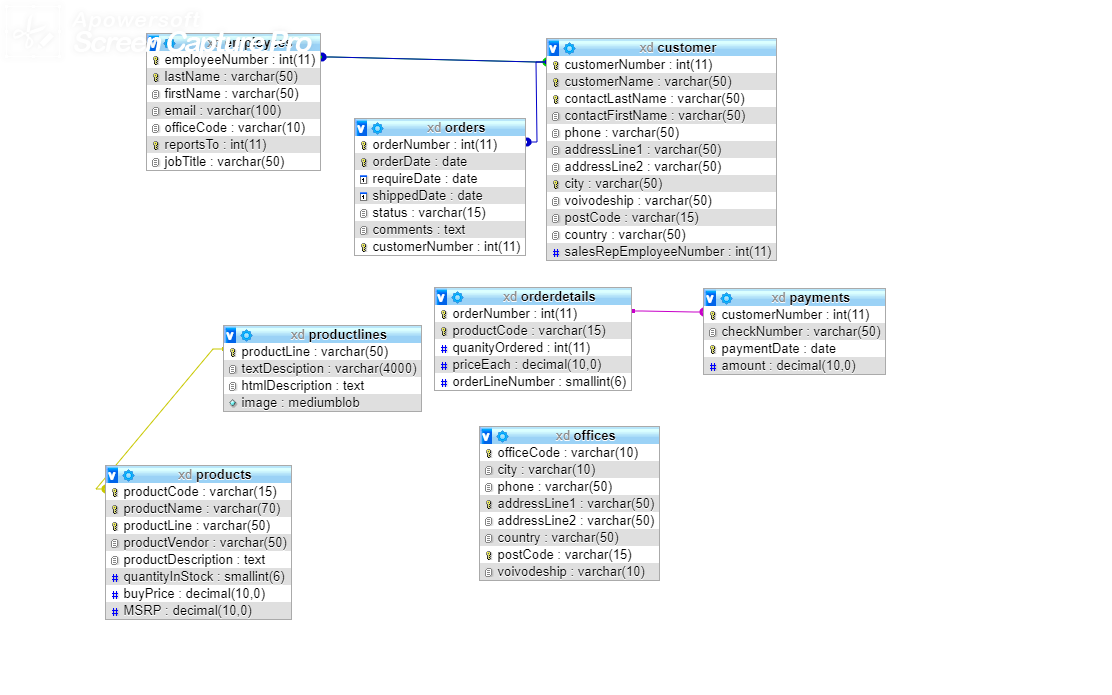 Apowersoft
Screen Capture Pro
employees
employeeNumber : int(11)
lastName : varchar(50)
firstName : varchar(50)
email : varchar(100)
officeCode : varchar(10)
reportsTo : int(11)
jobTitle : varchar(50)
xd customer
customerNumber : int(11)
customerName : varchar(50)
contactLastName : varchar(50)
contactFirstName : varchar(50)
phone : varchar(50)
addressLine1 : varchar(50)
addressLine2 : varchar(50)
city : varchar(50)
voivodeship : varchar(50)
postCode : varchar(15)
country : varchar(50)
salesRepEmployeeNumber : int(11)
xd orders
orderNumber : int(11)
orderDate : date
requireDate : date
shippedDate : date
status : varchar(15)
comments : text
customerNumber : int(11)
xd orderdetails
orderNumber : int(11)
productCode : varchar(15)
quanityOrdered : int(11)
priceEach : decimal(10,0)
orderLineNumber : smallint(6)
xd payments
customerNumber : int(11)
checkNumber : varchar(50)
paymentDate : date
amount : decimal(10,0)
xd productlines
productLine : varchar(50)
textDesciption : varchar(4000)
htmlDescription : text
image : mediumblob
xd offices
officeCode : varchar(10)
city : varchar(10)
phone : varchar(50)
addressLine1 : varchar(50)
addressLine2 : varchar(50)
country : varchar(50)
postCode : varchar(15)
voivodeship : varchar(10)
xd products
productCode : varchar(15)
productName : varchar(70)
productLine : varchar(50)
productVendor : varchar(50)
productDescription : text
quantityInStock : smallint(6)
buyPrice : decimal(10,0)
MSRP : decimal(10,0)